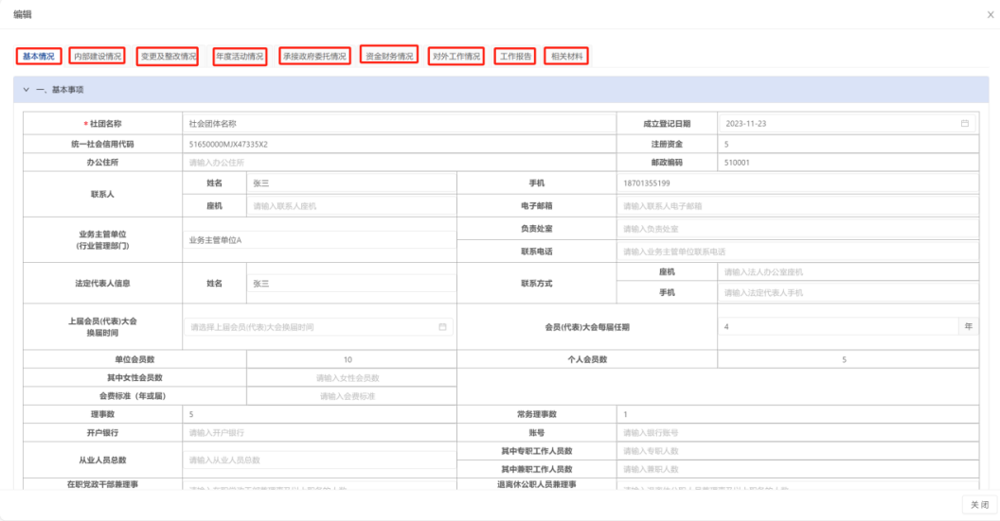 编辑
基本情况 内部建设情况 变更及整改情况 年度活动情况 承接政府委托情况 资金财务情况 对外工作情况 工作报告 相关材料
一、基本事项
* 社团名称 社会团体名称 成立登记日期 2023-11-23
统一社会信用代码 51650000MJX47335X2 注册资金 5
办公住所 请输入办公住所 邮政编码 510001
联系人 姓名 张三 手机 18701355199
座机 请输入联系人座机 电子邮箱 请输入联系人电子邮箱
业务主管单位
(行业管理部门)
业务主管单位A
负责处室 请输入负责处室
联系电话 请输入业务主管单位联系电话
法定代表人信息 姓名 张三 联系方式
座机 请输入法人办公室座机
手机 请输入法定代表人手机
上届会员(代表)大会
换届时间
请选择上届会员(代表)大会换届时间 会员(代表)大会每届任期 4 年
单位会员数 10 个人会员数 5
其中女性会员数 请输入女性会员数
会费标准（年或届） 请输入会费标准
理事数 5 常务理事数 1
开户银行 请输入开户银行 账号 请输入银行账号
从业人员总数 请输入从业人员总数
其中专职工作人员数 请输入专职人数
其中兼职工作人员数 请输入兼职人数
在职党政干部兼理事 退离休公职人员兼理事
关 闭